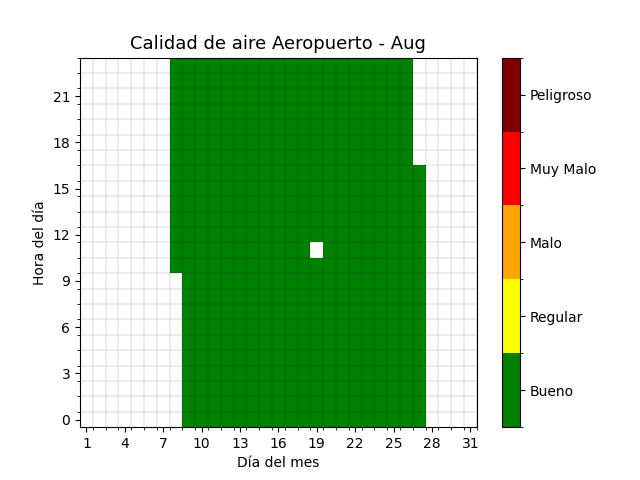 Calidad de aire Aeropuerto - Aug
Hora del día
21
18
15
12
9
6
3
0
1 4 7 10 13 16 19 22 25 28 31
Día del mes
Peligroso
Muy Malo
Malo
Regular
Bueno